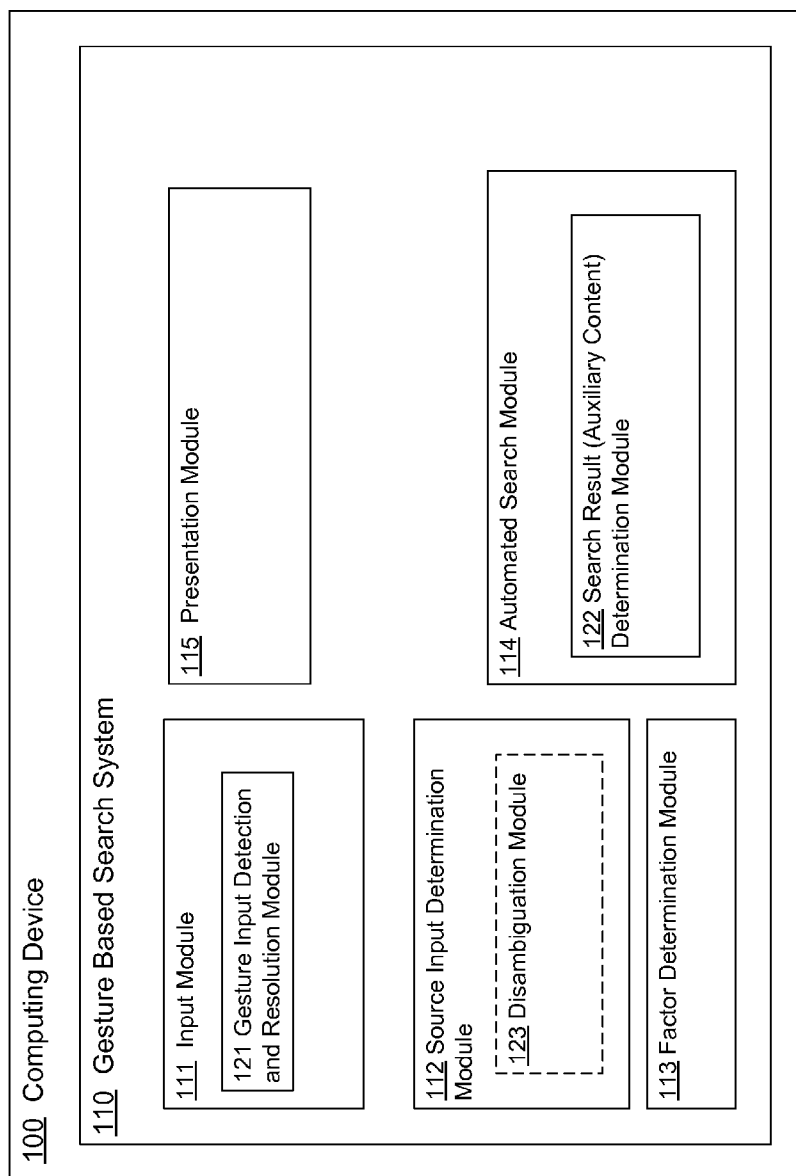 100 Computing Device
110 Gesture Based Search System
111 Input Module
121 Gesture Input Detection
and Resolution Module
112 Source Input Determination
Module
123 Disambiguation Module
113 Factor Determination Module
115 Presentation Module
114 Automated Search Module
122 Search Result (Auxiliary Content)
Determination Module